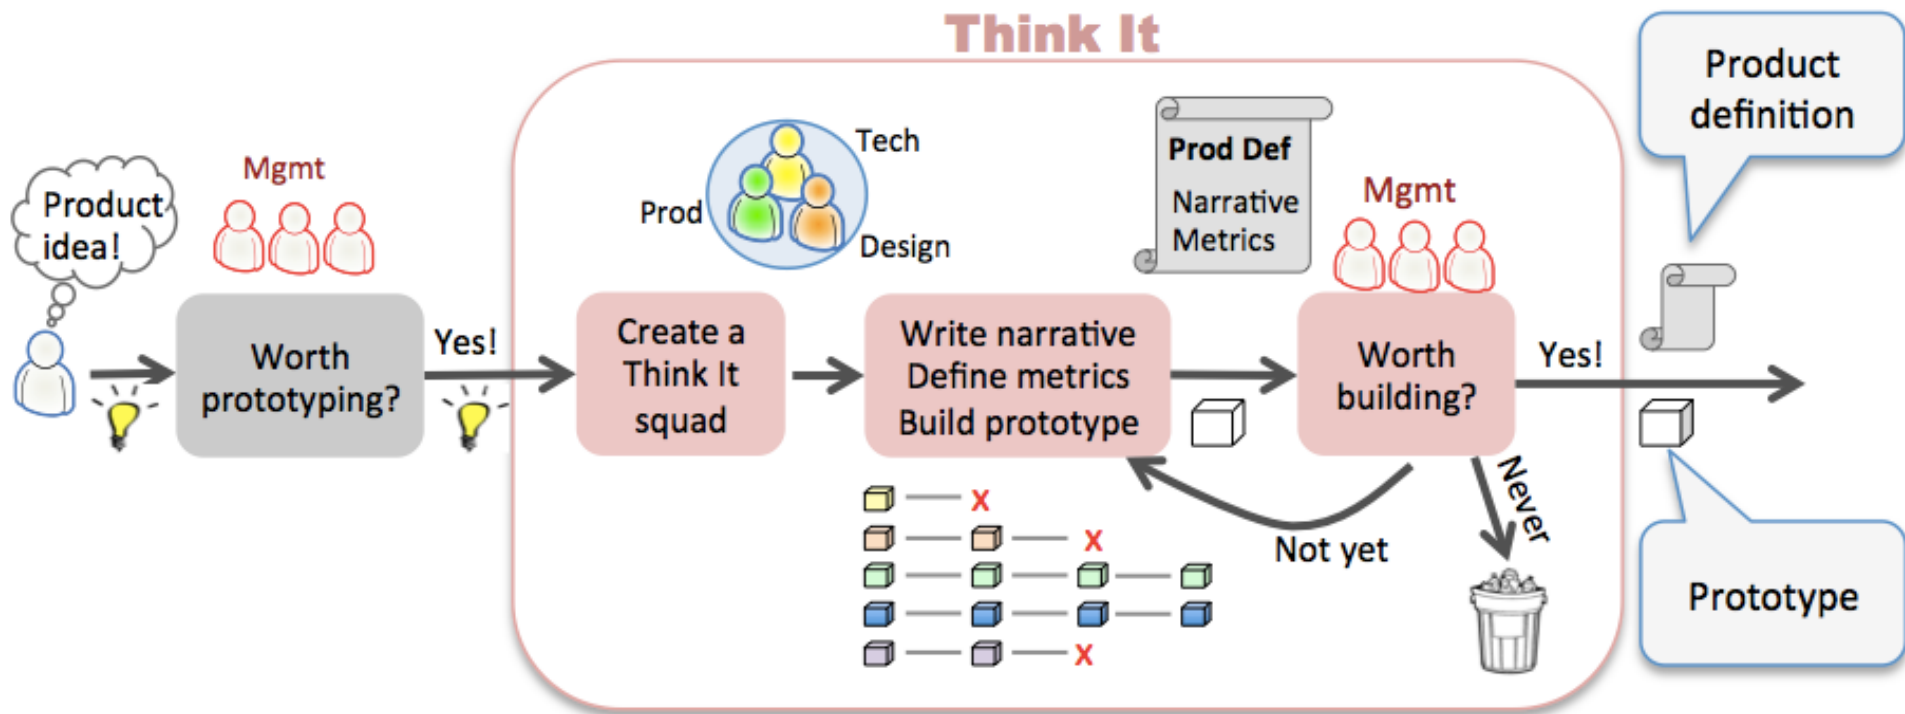 Think It
Product
idea!
Mgmt
Worth
prototyping?
Yes!
Tech
Prod
Design
Create a
Think It
squad
Write narrative
Define metrics
Build prototype
X
X
X
Prod Def
Narrative
Metrics
Mgmt
Worth
building?
Not yet
Never
Yes!
Product
definition
Prototype